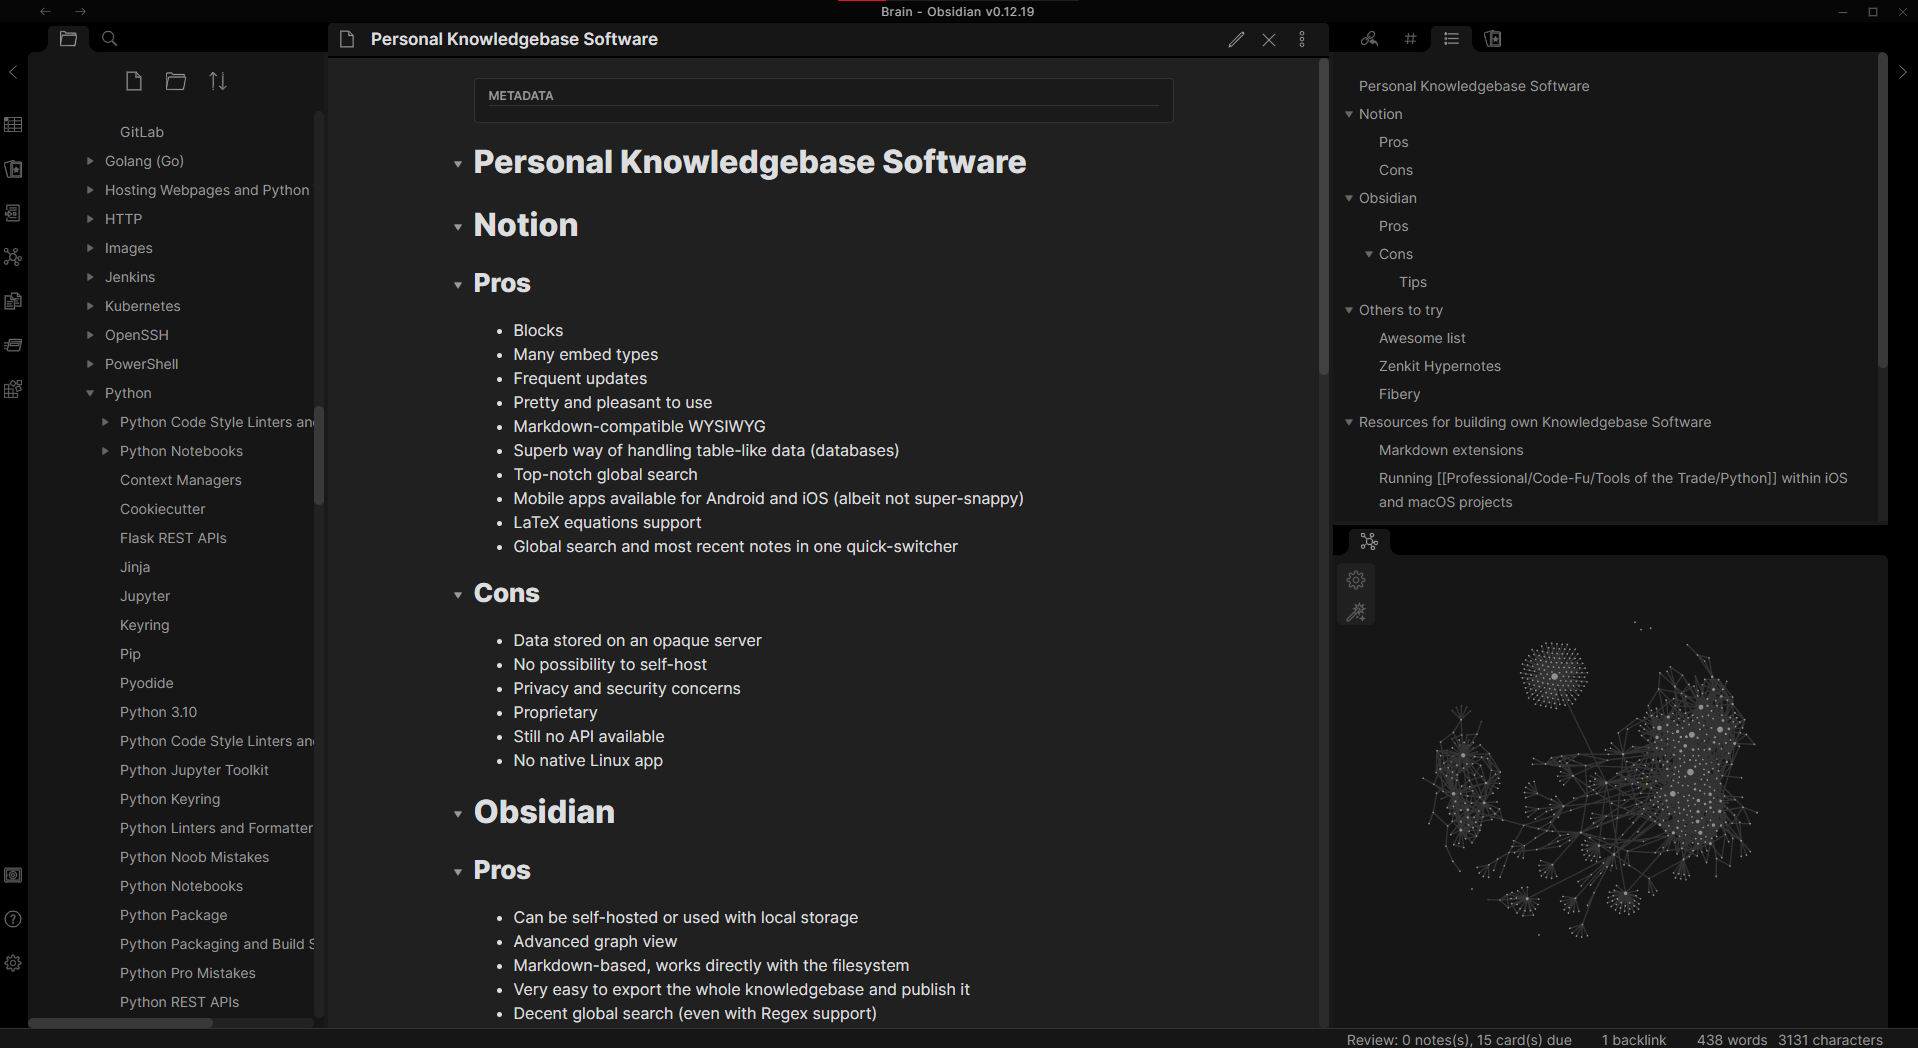 Brain - Obsidian v0.12.19
GitLab
Golang (Go)
Hosting Webpages and Python
HTTP
Images
Jenkins
Kubernetes
OpenSSH
PowerShell
Python
Python Code Style Linters an
Python Notebooks
Context Managers
Cookiecutter
Flask REST APIs
Jinja
Jupyter
Keyring
Pip
Pyodide
Python 3.10
Python Code Style Linters an
Python Jupyter Toolkit
Python Keyring
Python Linters and Formatter
Python Noob Mistakes
Python Notebooks
Python Package
Python Packaging and Build S
Python Pro Mistakes
Python REST APIs
Personal Knowledgebase Software
METADATA
Personal Knowledgebase Software
Notion
Pros
Blocks
Many embed types
Frequent updates
Pretty and pleasant to use
Markdown-compatible WYSIWYG
Superb way of handling table-like data (databases)
Top-notch global search
Mobile apps available for Android and iOS (albeit not super-snappy)
LaTeX equations support
Global search and most recent notes in one quick-switcher
Cons
Data stored on an opaque server
No possibility to self-host
Privacy and security concerns
Proprietary
Still no API available
No native Linux app
Obsidian
Pros
Can be self-hosted or used with local storage
Advanced graph view
Markdown-based, works directly with the filesystem
Very easy to export the whole knowledgebase and publish it
Decent global search (even with Regex support)
Personal Knowledgebase Software
Notion
Pros
Cons
Obsidian
Pros
Cons
Tips
Others to try
Awesome list
Zenkit Hypernotes
Fibery
Resources for building own Knowledgebase Software
Markdown extensions
Running [[Professional/Code-Fu/Tools of the Trade/Python]] within iOS
and macOS projects
Review: 0 notes(s), 15 card(s) due 1 backlink 438 words 3131 characters